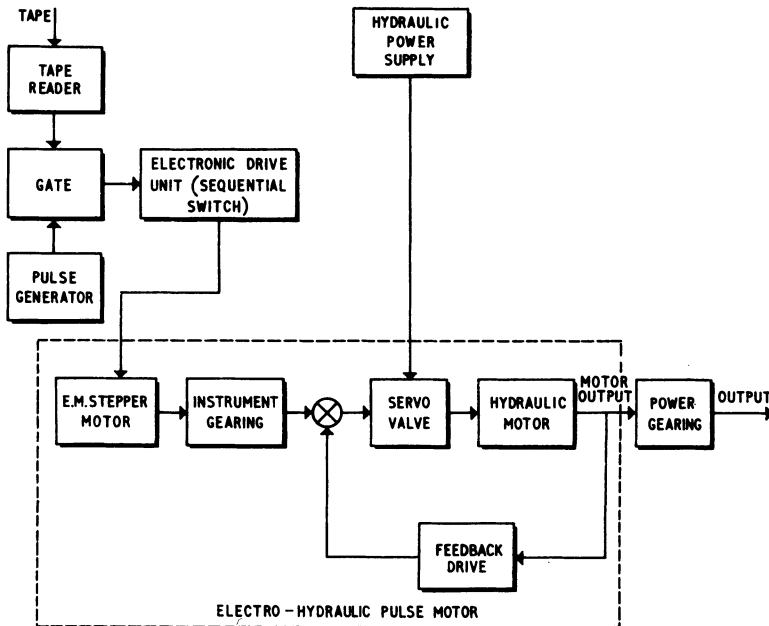 TAPE
TAPE
READER
HYDRAULIC
POWER
SUPPLY
GATE
ELECTRONIC DRIVE
UNIT (SEQUENTIAL
SWITCH)
PULSE
GENERATOR
E.M.STEPPER
MOTOR
INSTRUMENT
GEARING
SERVO
VALVE
HYDRAULIC
MOTOR
MOTOR
OUTPUT
POWER
GEARING
OUTPUT
FEEDBACK
DRIVE
ELECTRO-HYDRAULIC PULSE MOTOR